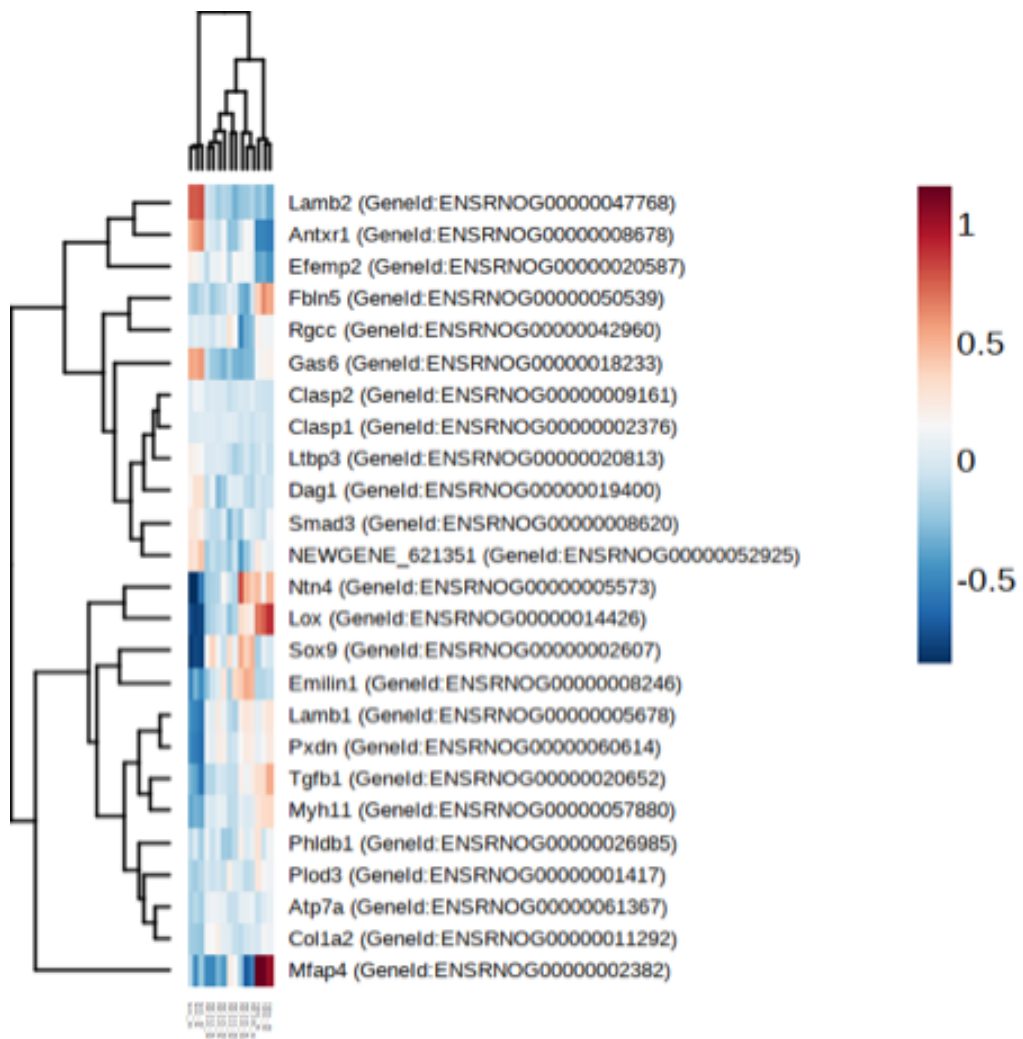 Lamb2 (GeneId:ENSRNOG00000047768)
Antxr1 (GeneId:ENSRNOG00000008678)
Efemp2 (GeneId:ENSRNOG00000020587)
Fbln5 (GeneId:ENSRNOG00000050539)
Rgcc (GeneId:ENSRNOG00000042960)
Gas6 (GeneId:ENSRNOG00000018233)
Clasp2 (GeneId:ENSRNOG00000009161)
Clasp1 (GeneId:ENSRNOG00000002376)
Ltbp3 (GeneId:ENSRNOG00000020813)
Dag1 (GeneId:ENSRNOG00000019400)
Smad3 (GeneId:ENSRNOG00000008620)
NEWGENE_621351 (GeneId:ENSRNOG00000052925)
Ntn4 (GeneId:ENSRNOG00000005573)
Lox (GeneId:ENSRNOG00000014426)
Sox9 (GeneId:ENSRNOG00000002607)
Emilin1 (GeneId:ENSRNOG00000008246)
Lamb1 (GeneId:ENSRNOG00000005678)
Pxdn (GeneId:ENSRNOG00000060614)
Tgfb1 (GeneId:ENSRNOG00000020652)
Myh11 (GeneId:ENSRNOG00000057880)
Phldb1 (GeneId:ENSRNOG00000026985)
Plod3 (GeneId:ENSRNOG00000001417)
Atp7a (GeneId:ENSRNOG00000061367)
Col1a2 (GeneId:ENSRNOG00000011292)
Mfap4 (GeneId:ENSRNOG00000002382)
1
0.5
0
-0.5